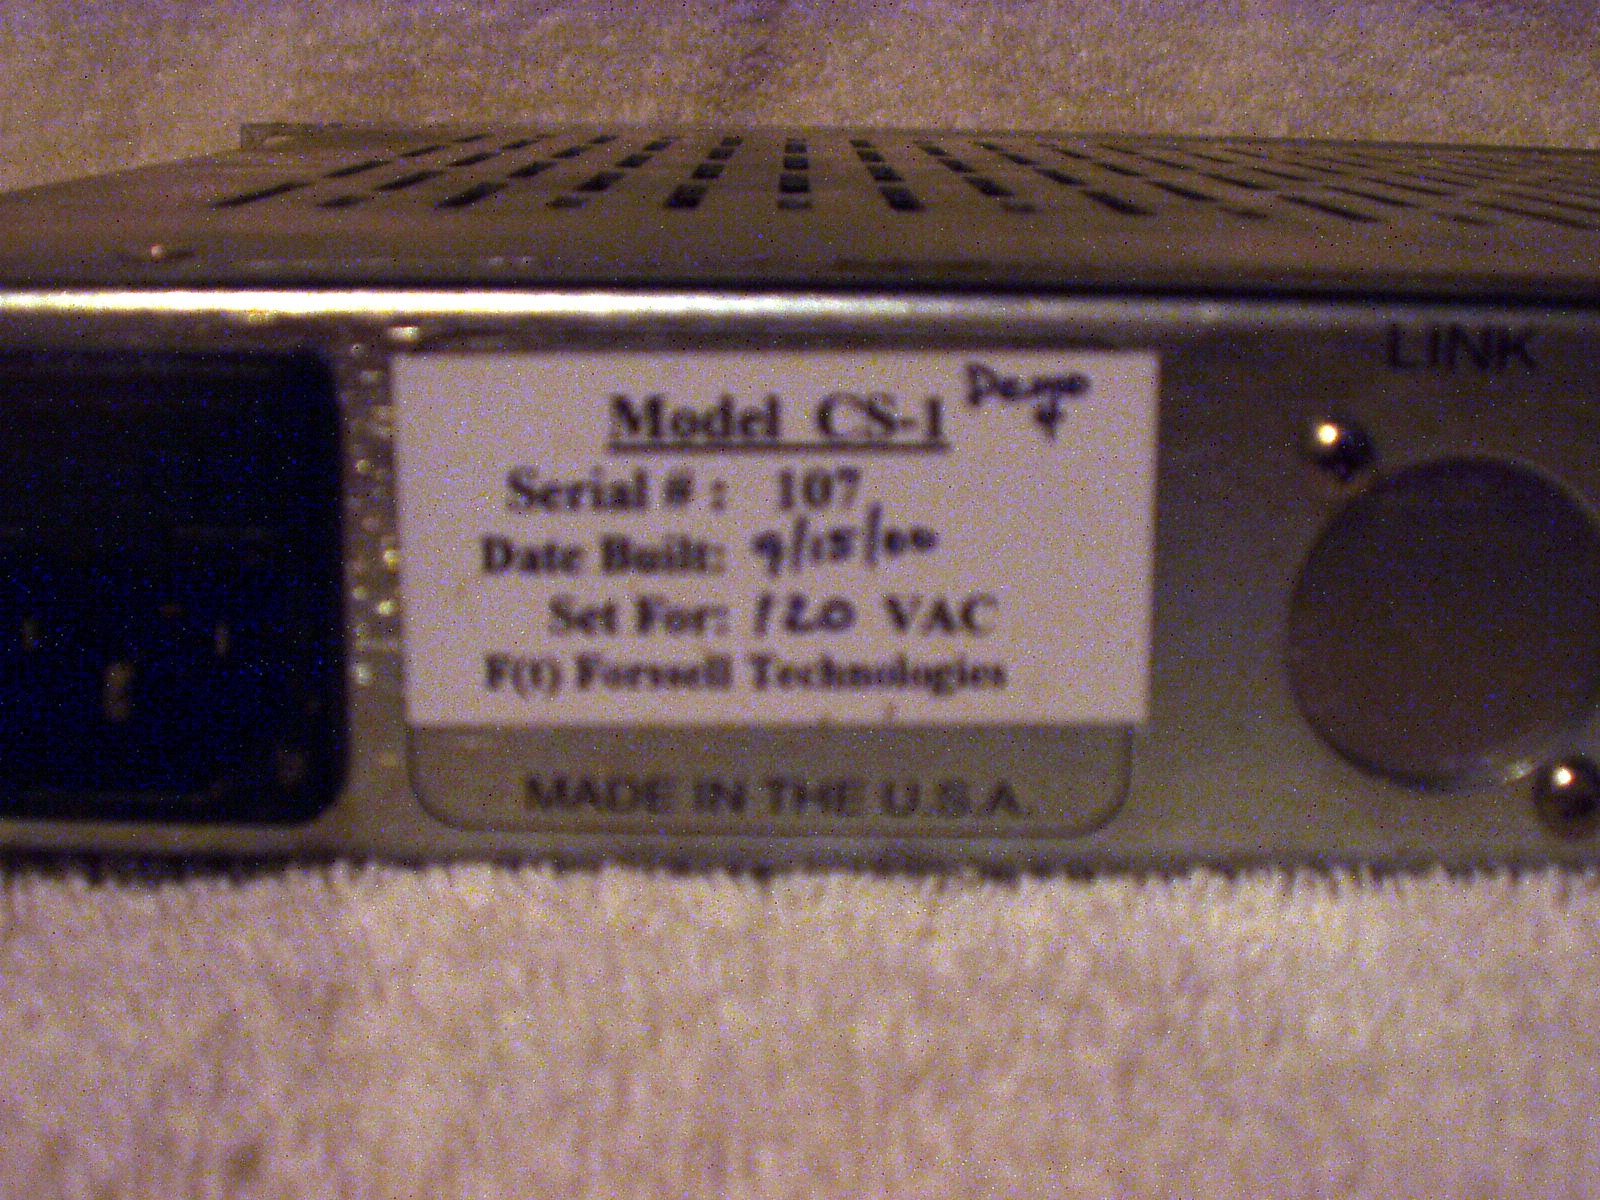 LINK
Model CS-1 Demo
4
Serial # : 107
Date Built: 9/15/00
Set For: 120 VAC
F(t) Forssell Technologies
MADE IN THE U.S.A.